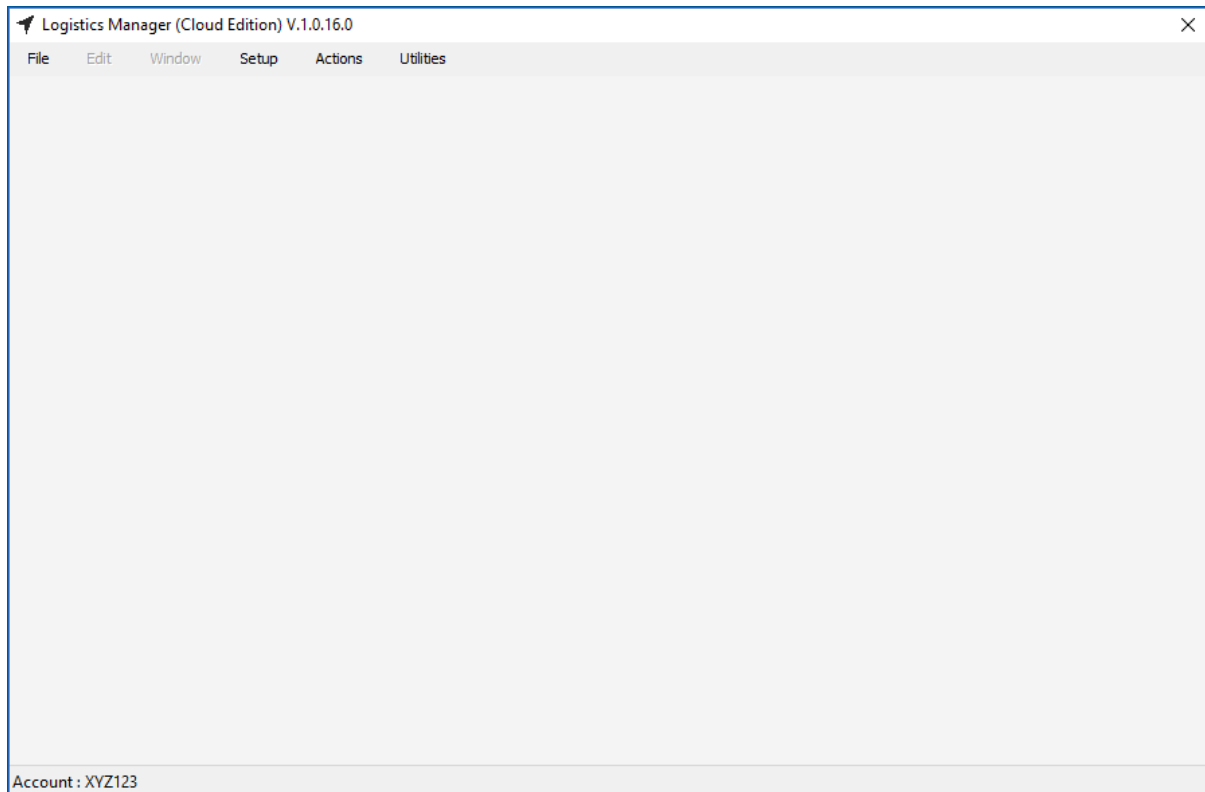 Logistics Manager (Cloud Edition) V.1.0.16.0
File Edit Window Setup Actions Utilities
Account : XYZ123